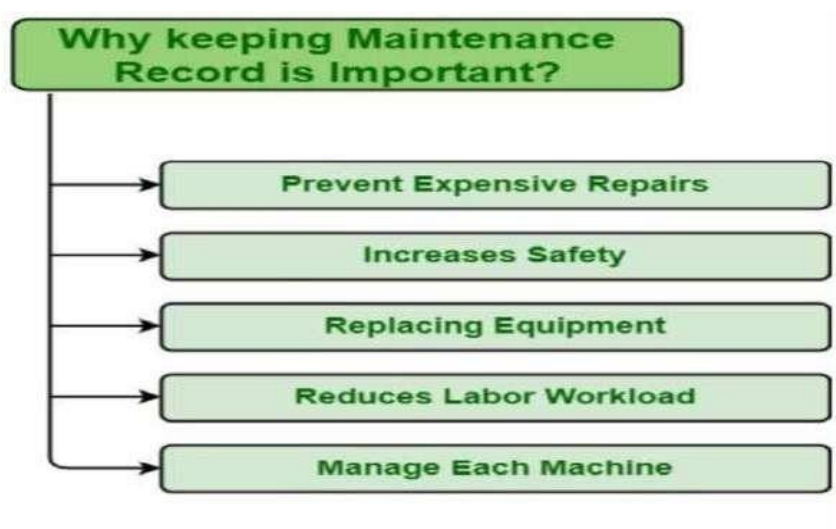 Why keeping Maintenance
Record is Important?
Prevent Expensive Repairs
Increases Safety
Replacing Equipment
Reduces Labor Workload
Manage Each Machine